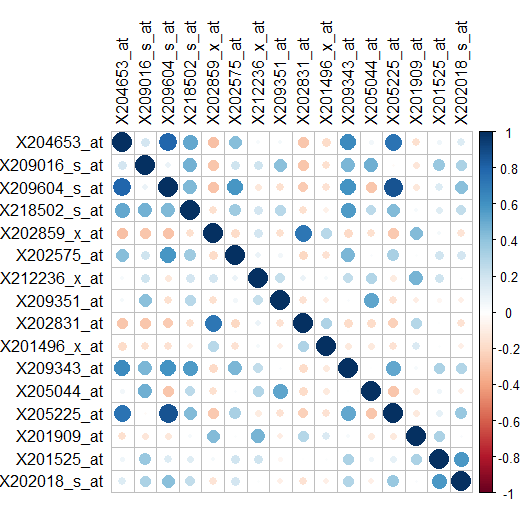 X204653_at
X209016_s_at
X209604_s_at
X218502_s_at
X202859_x_at
X202575_at
X212236_x_at
X209351_at
X202831_at
X201496_x_at
X209343_at
X205044_at
X205225_at
X201909_at
X201525_at
X202018_s_at
X204653_at
X209016_s_at
X209604_s_at
X218502_s_at
X202859_x_at
X202575_at
X212236_x_at
X209351_at
X202831_at
X201496_x_at
X209343_at
X205044_at
X205225_at
X201909_at
X201525_at
X202018_s_at
1
0.8
0.6
0.4
0.2
0
-0.2
-0.4
-0.6
-0.8
-1